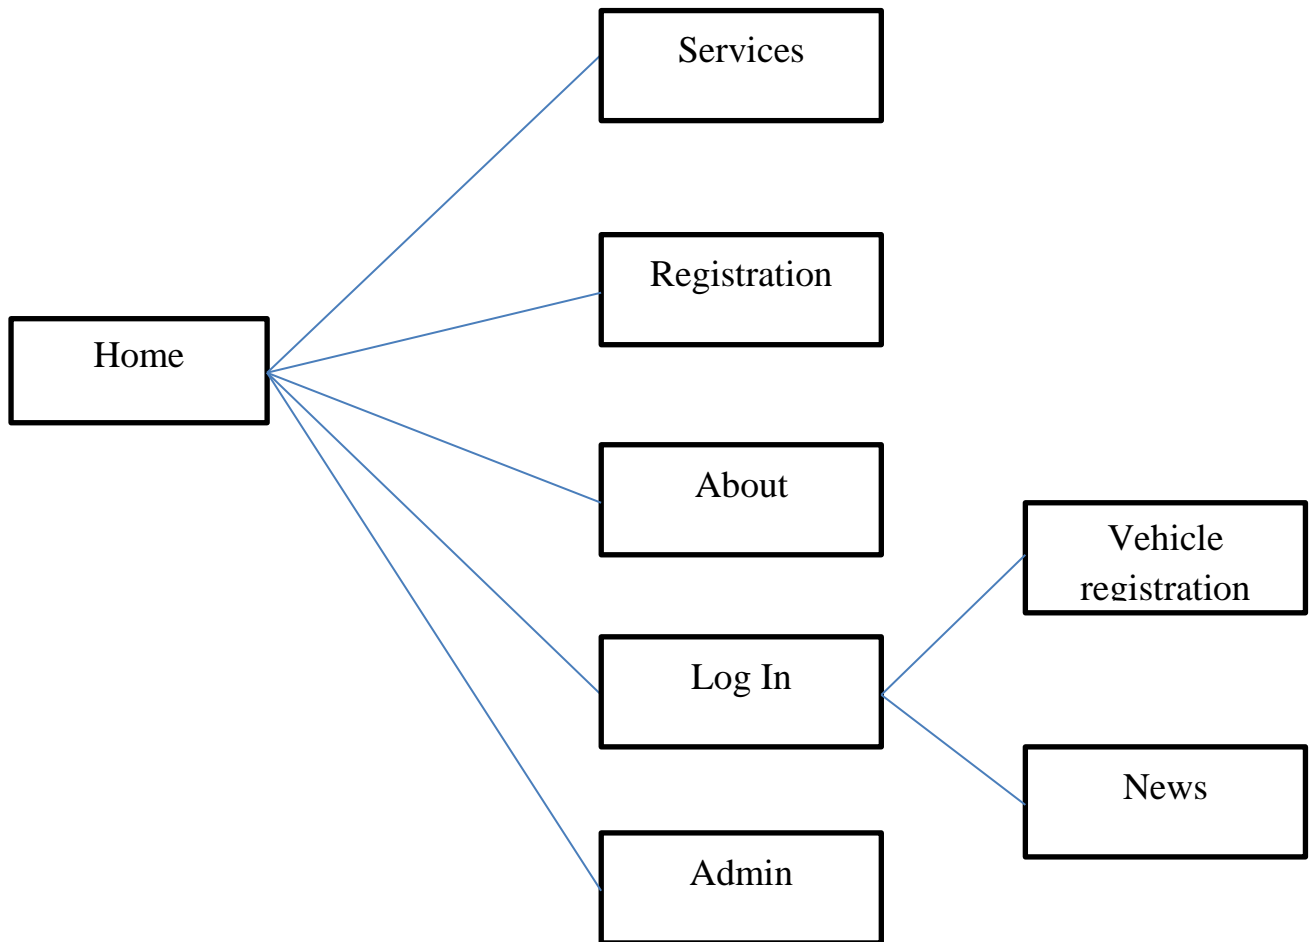 Services
Registration
Home
About
Vehicle
registration
Log In
News
Admin